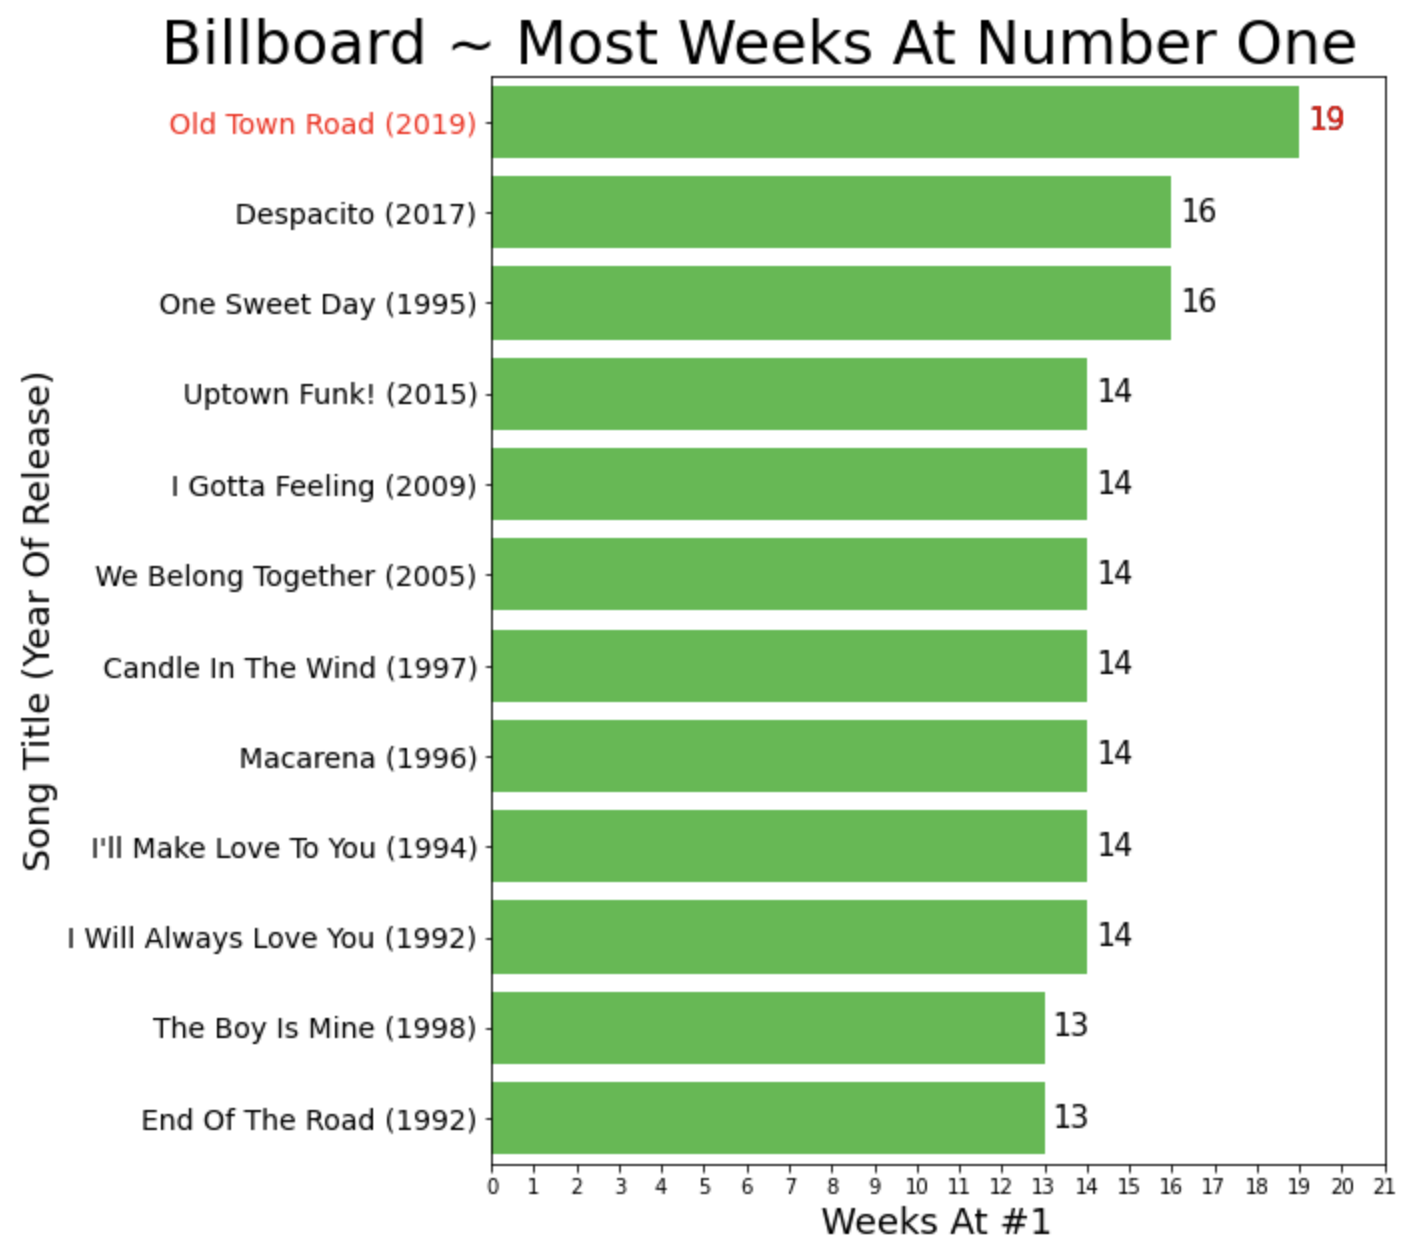 Billboard ~ Most Weeks At Number One
Song Title (Year Of Release)
Old Town Road (2019) 19
Despacito (2017) 16
One Sweet Day (1995) 16
Uptown Funk! (2015) 14
I Gotta Feeling (2009) 14
We Belong Together (2005) 14
Candle In The Wind (1997) 14
Macarena (1996) 14
I'll Make Love To You (1994) 14
I Will Always Love You (1992) 14
The Boy Is Mine (1998) 13
End Of The Road (1992) 13
0 1 2 3 4 5 6 7 8 9 10 11 12 13 14 15 16 17 18 19 20 21
Weeks At #1